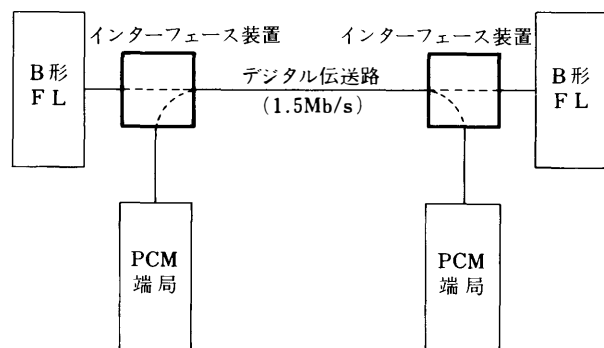 インターフェース装置
インターフェース装置
B形
FL
デジタル伝送路
(1.5Mb/s)
B形
FL
PCM
端局
PCM
端局